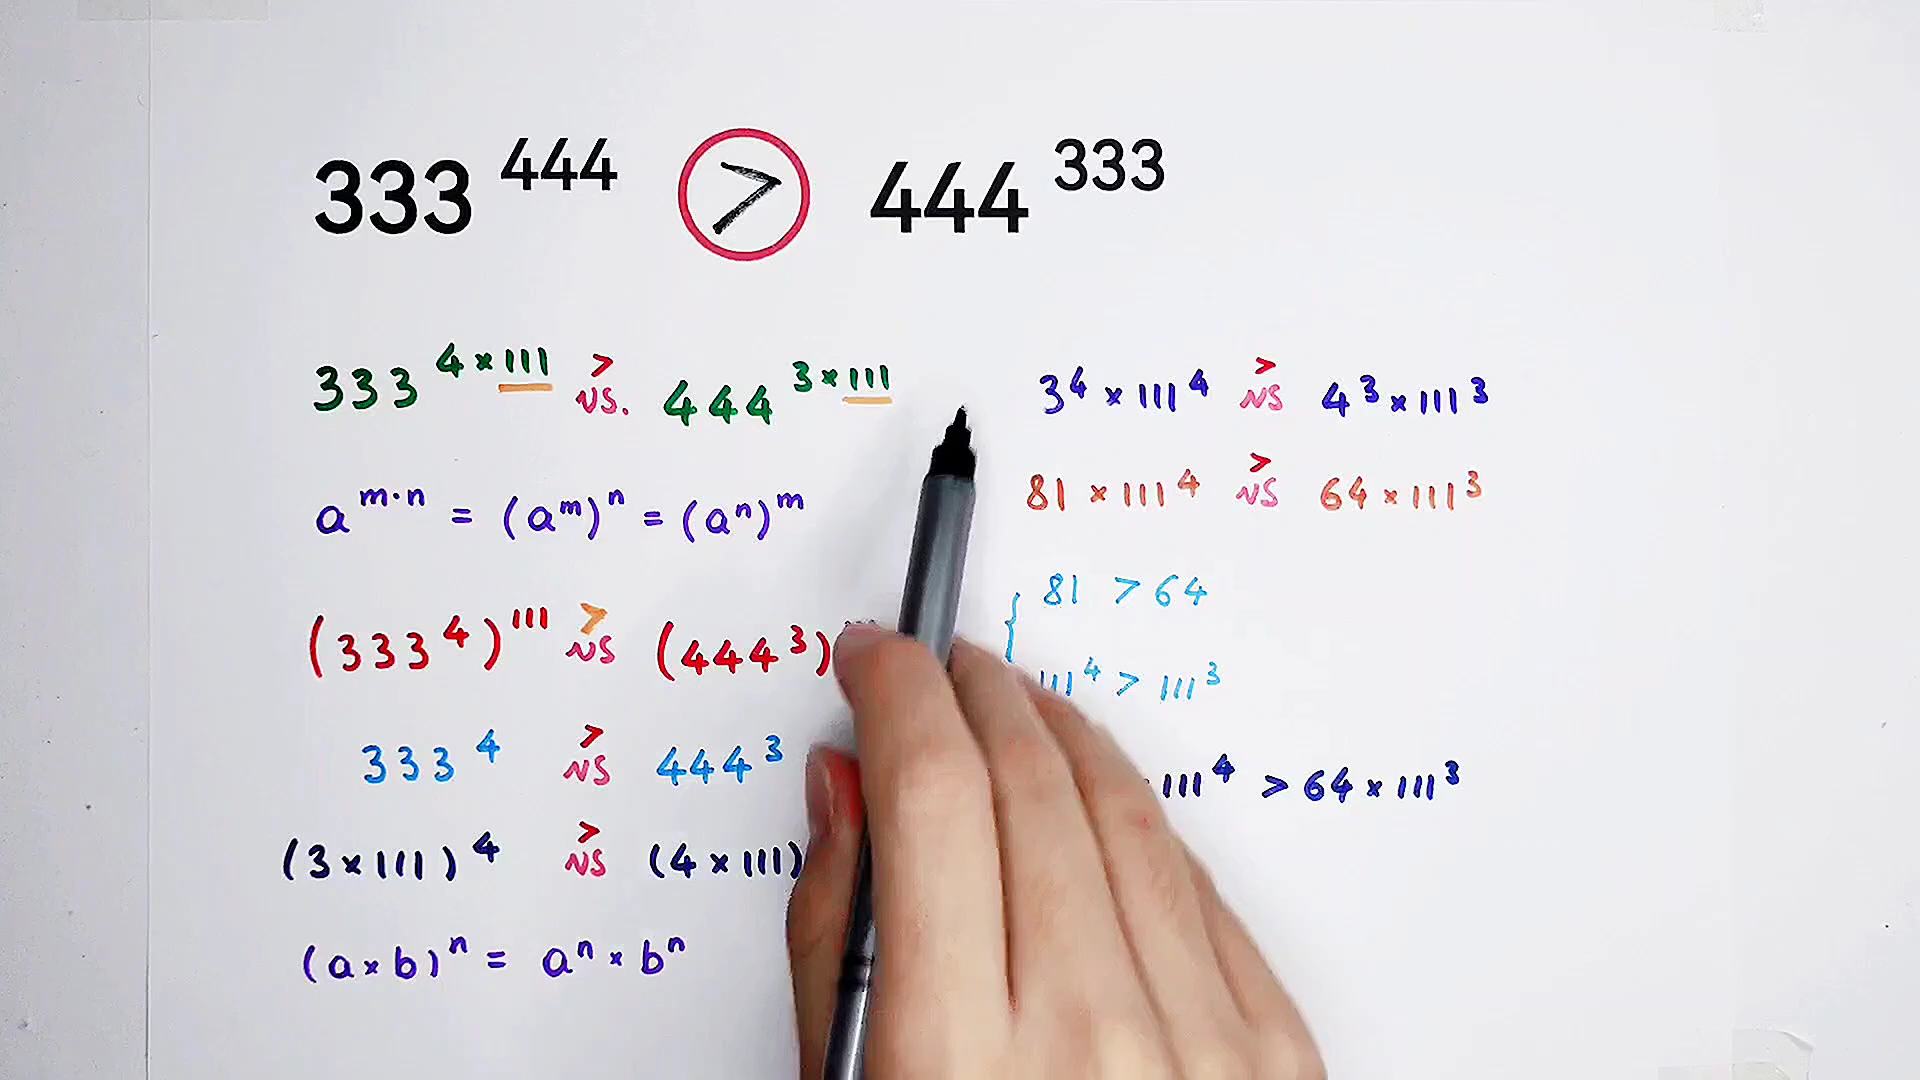 333^444 > 444^333
333^4×111 > vs. 444^3×111
a^m·n = (a^m)^n = (a^n)^m
(333^4)^111 > vs (444^3)
333^4 > vs 444^3
(3×111)^4 > vs (4×111)
(a×b)^n = a^n × b^n
3^4 × 111^4 > vs 4^3 × 111^3
81 × 111^4 > vs 64 × 111^3
{ 81 > 64
111^4 > 111^3
111^4 > 64 × 111^3